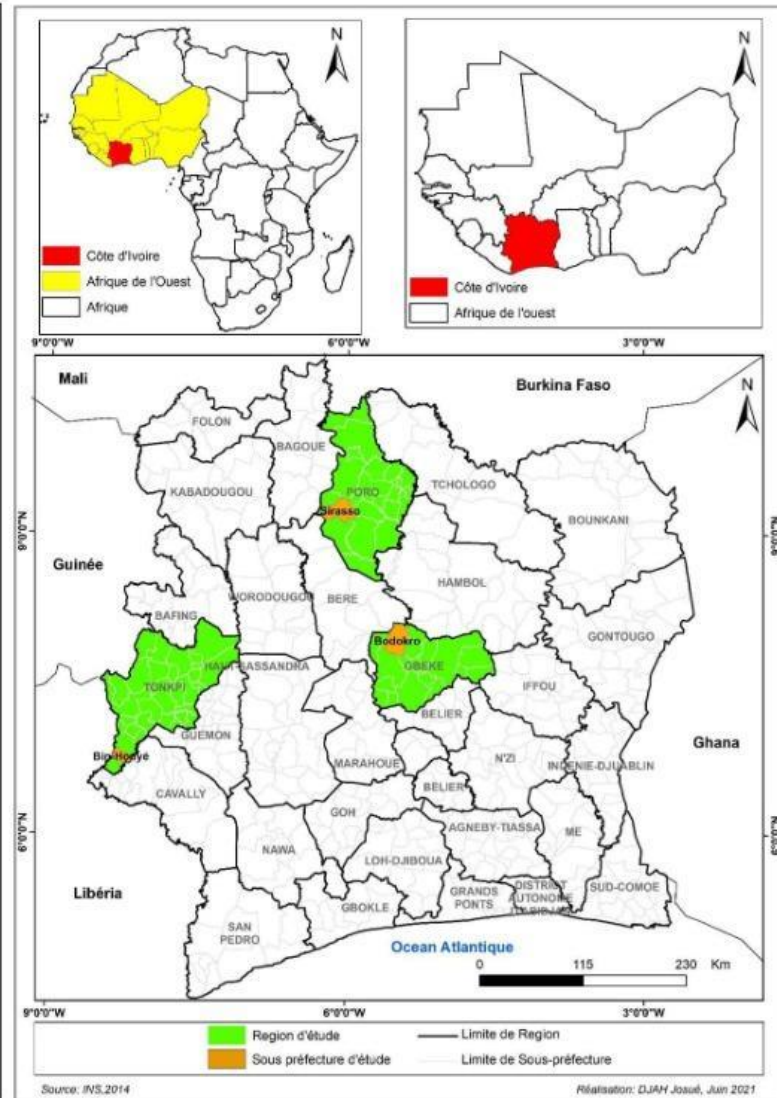 N
N
Côte d'Ivoire
Afrique de l'Ouest
Afrique
Côte d'Ivoire
Afrique de l'ouest
9°0'0"W
6°0'0"W
3°0'0"W
Mali
Burkina Faso
N
FOLON
BAGOUE
TCHOLOGO
KABADOUGOU
PORO
BOUNKANI
Sirasso
9°0'0"N
9°0'0"N
Guinée
HAMBOL
WORODOUGOU
BERE
BAFING
Bodokro
GONTOUGO
HAUT-SASSANDRA
GBEKE
TONKPI
IFFOU
BELIER
GUEMON
Ghana
Bin-Houyé
MARAHOUE
N'ZI
INDENIE-DJUABLIN
CAVALLY
BELIER
GOH
AGNEBY-TIASSA
ME
6°0'0"N
6°0'0"N
NAWA
LOH-DJIBOUA
Libéria
GRANDS
PONTS
DISTRICT
AUTONOME
D'ABIDJAN
SUD-COMOE
GBOKLE
SAN
PEDRO
Ocean Atlantique
0
115
230
Km
9°0'0"W
6°0'0"W
3°0'0"W
Region d'étude
Limite de Region
Sous préfecture d'étude
Limite de Sous-préfecture
Source: INS,2014
Réalisation: DJAH Josué, Juin 2021